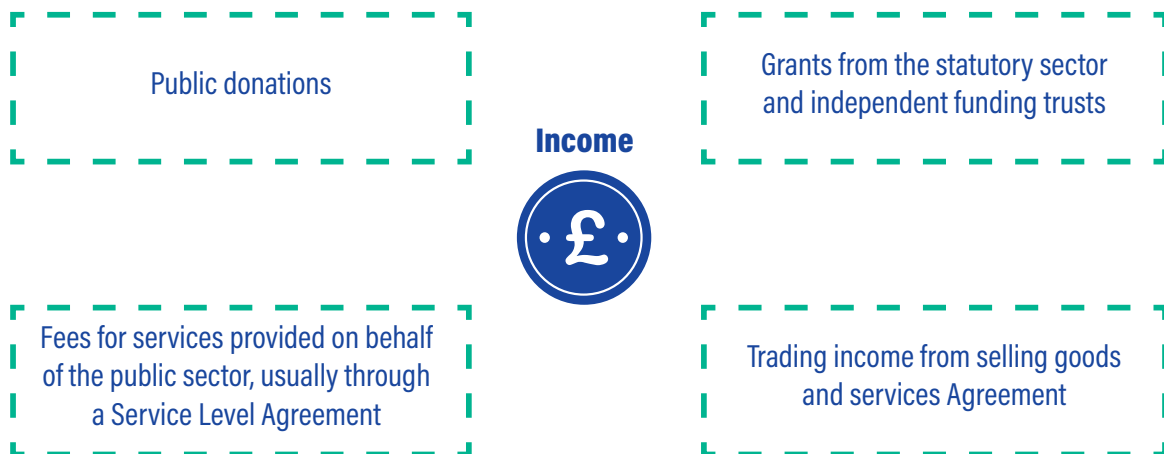 Public donations
Grants from the statutory sector
and independent funding trusts
Income
£
Fees for services provided on behalf
of the public sector, usually through
a Service Level Agreement
Trading income from selling goods
and services Agreement